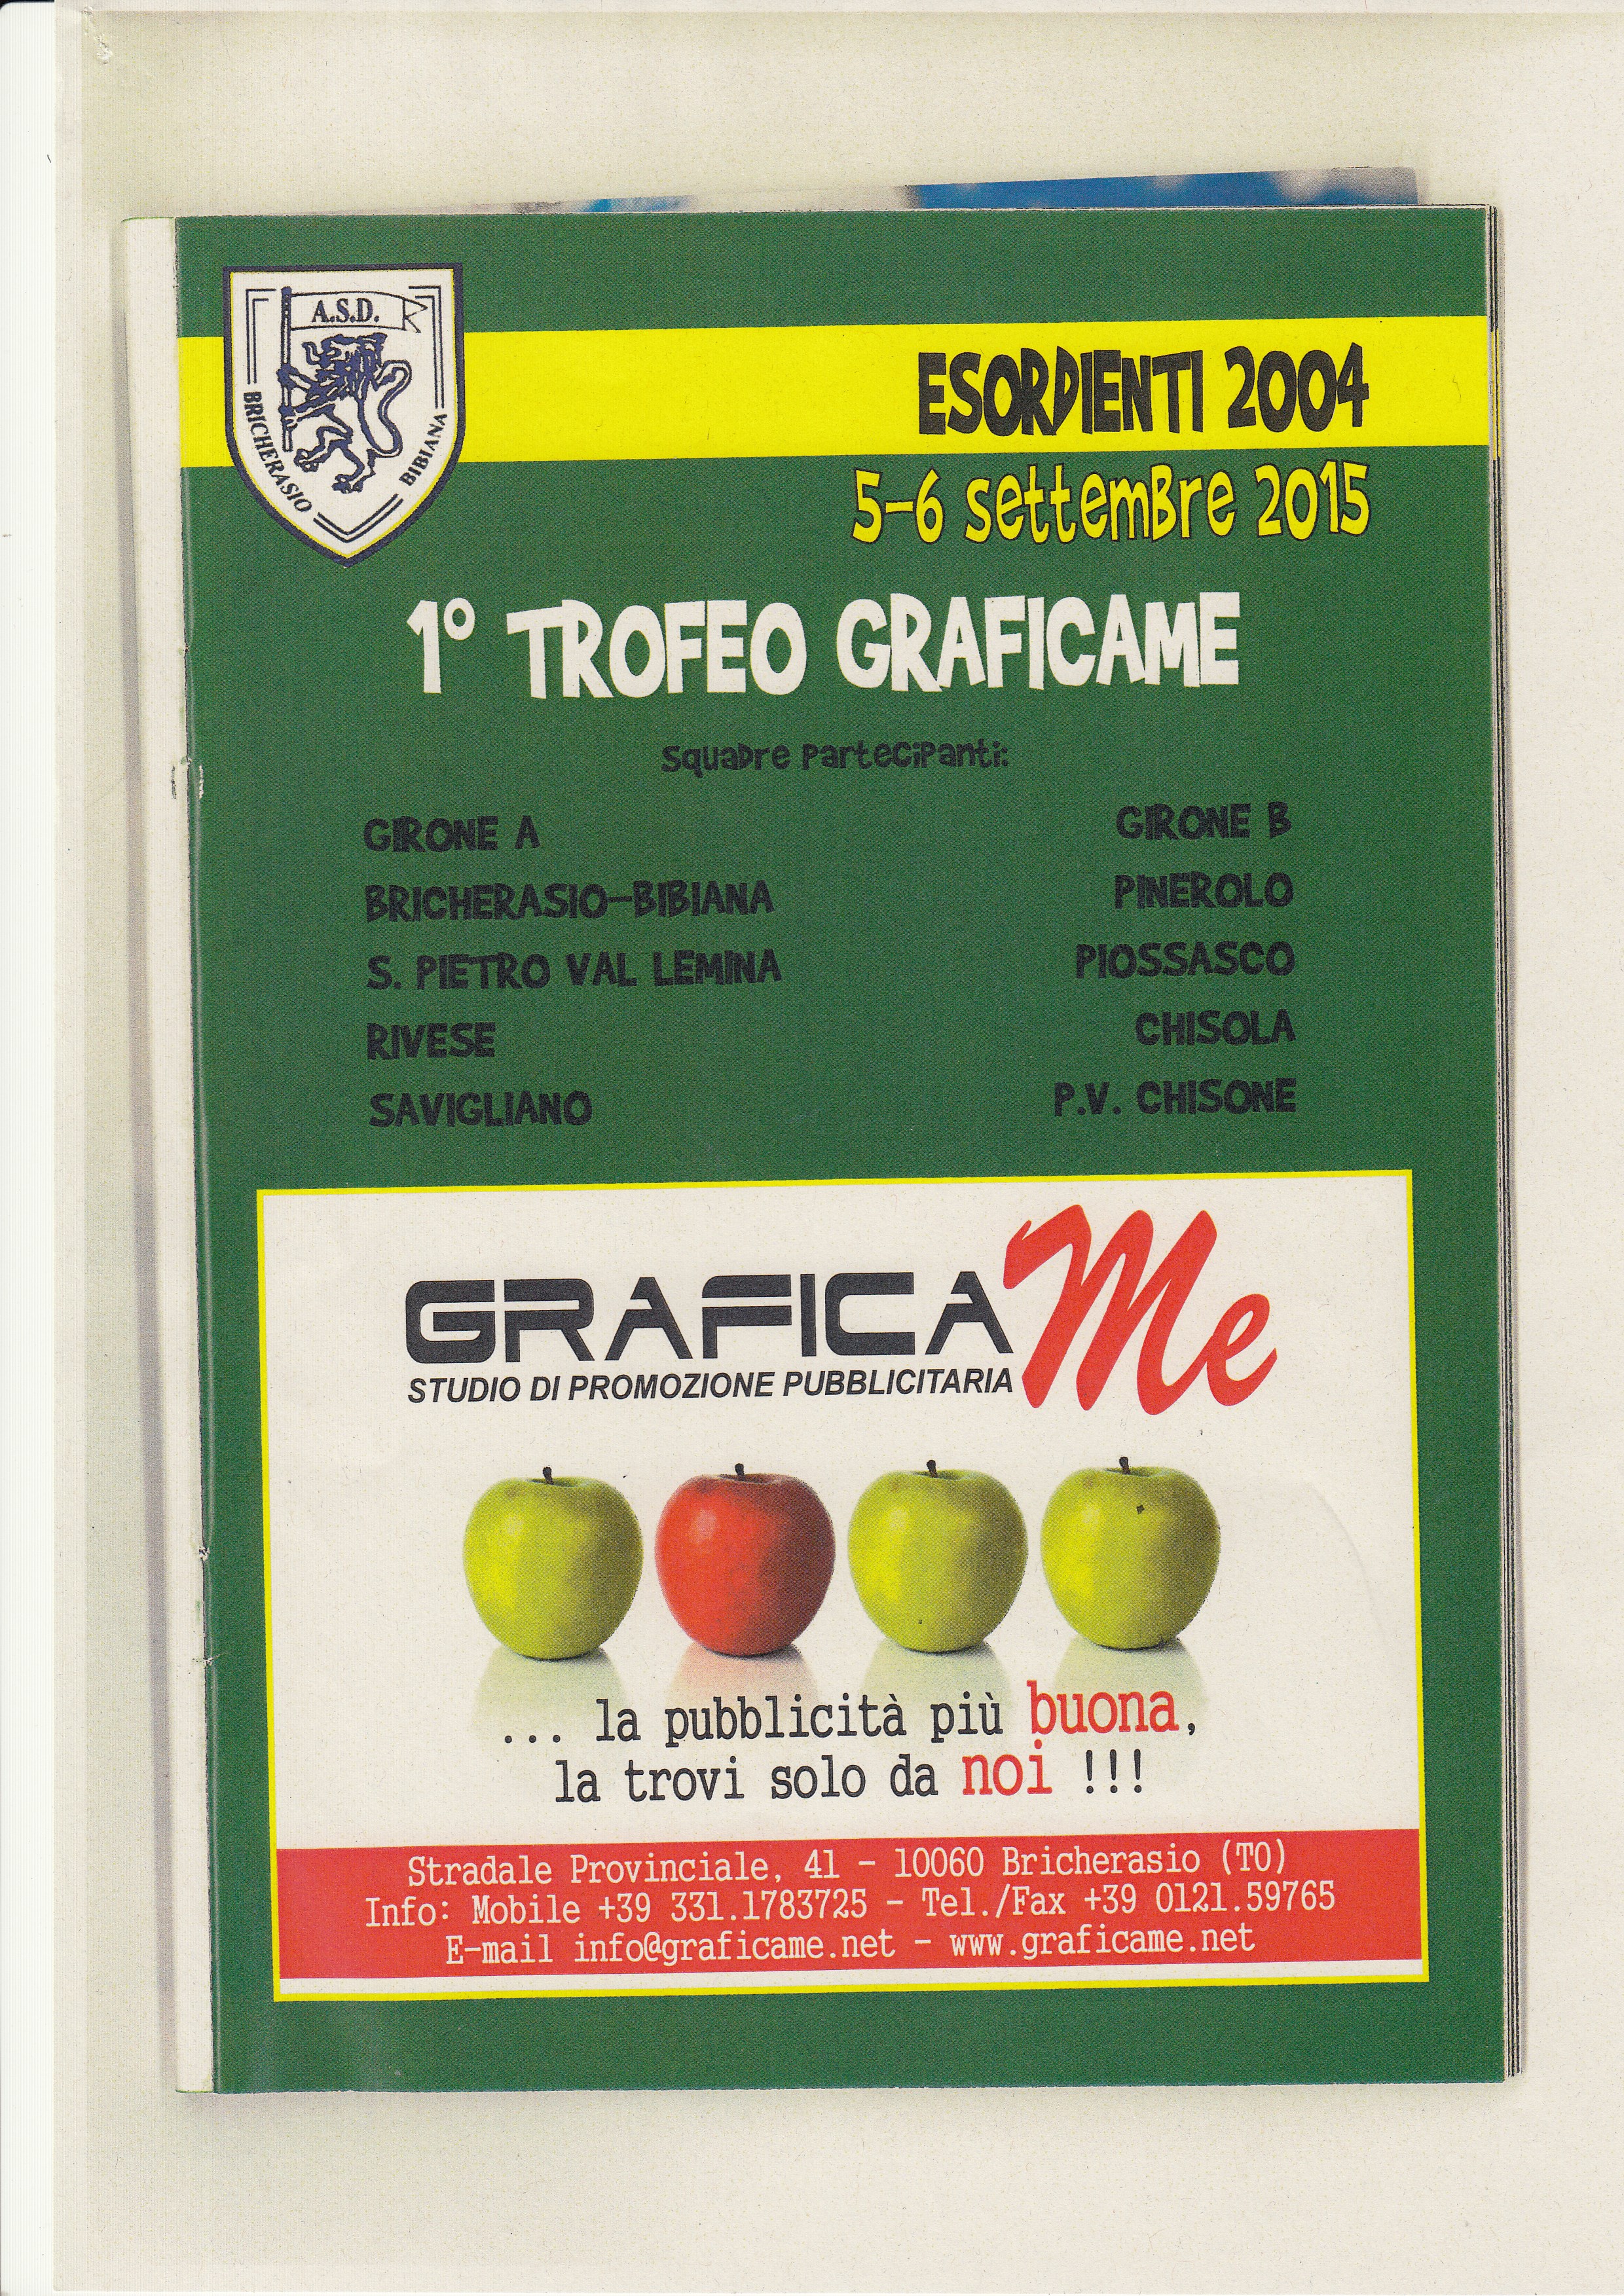 A.S.D.
BRICHERASIO
BIBIANA
ESORDIENTI 2004
5-6 settembre 2015
1° TROFEO GRAFICAME
Squadre partecipanti:
GIRONE A
BRICHERASIO-BIBIANA
S. PIETRO VAL LEMINA
RIVESE
SAVIGLIANO
GIRONE B
PINEROLO
PIOSSASCO
CHISOLA
P.V. CHISONE
GRAFICA Me
STUDIO DI PROMOZIONE PUBBLICITARIA
... la pubblicità più buona,
la trovi solo da noi !!!
Stradale Provinciale, 41 - 10060 Bricherasio (TO)
Info: Mobile +39 331.1783725 - Tel./Fax +39 0121.59765
E-mail info@graficame.net - www.graficame.net